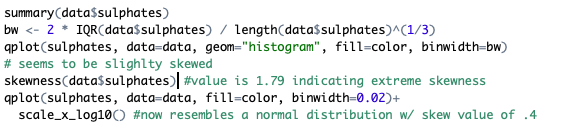 summary(data$sulphates)
bw <- 2 * IQR(data$sulphates) / length(data$sulphates)^(1/3)
qplot(sulphates, data=data, geom="histogram", fill=color, binwidth=bw)
# seems to be slighlty skewed
skewness(data$sulphates) #value is 1.79 indicating extreme skewness
qplot(sulphates, data=data, fill=color, binwidth=0.02)+
  scale_x_log10() #now resembles a normal distribution w/ skew value of .4